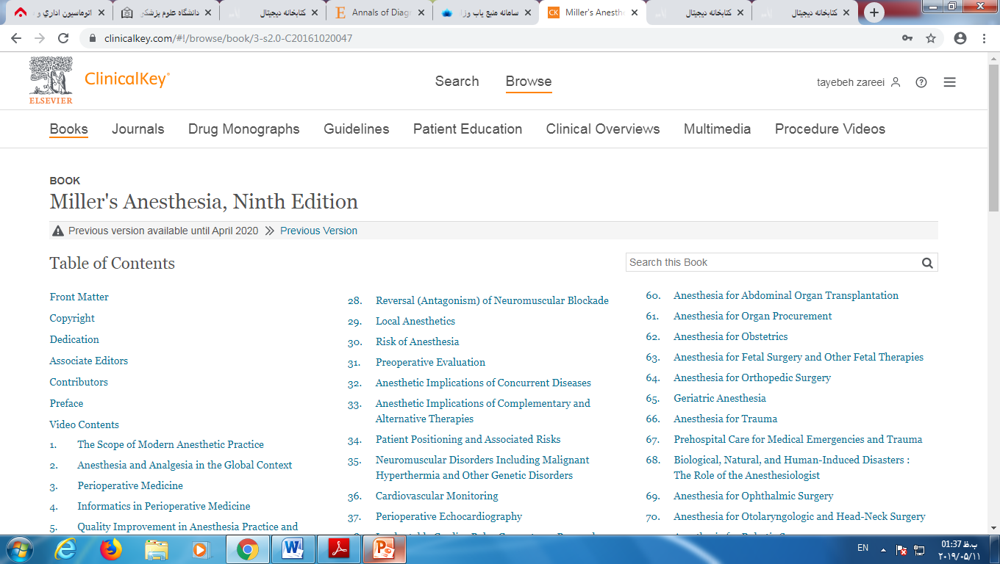 اتوماسیون اداري و
دانشگاه علوم پزشکی
کتابخانه دیجیتال
Annals of Diag
سامانه منبع یاب وزا
Miller's Anesth
کتابخانه دیجیتال
کتابخانه دیجیتال
clinicalkey.com/#!/browse/book/3-s2.0-C20161020047
ELSEVIER
ClinicalKey®
Search
Browse
tayebeh zareei
Books
Journals
Drug Monographs
Guidelines
Patient Education
Clinical Overviews
Multimedia
Procedure Videos
BOOK
Miller's Anesthesia, Ninth Edition
Previous version available until April 2020 Previous Version
Table of Contents
Search this Book
Front Matter
Copyright
Dedication
Associate Editors
Contributors
Preface
Video Contents
1. The Scope of Modern Anesthetic Practice
2. Anesthesia and Analgesia in the Global Context
3. Perioperative Medicine
4. Informatics in Perioperative Medicine
5. Quality Improvement in Anesthesia Practice and
28. Reversal (Antagonism) of Neuromuscular Blockade
29. Local Anesthetics
30. Risk of Anesthesia
31. Preoperative Evaluation
32. Anesthetic Implications of Concurrent Diseases
33. Anesthetic Implications of Complementary and
Alternative Therapies
34. Patient Positioning and Associated Risks
35. Neuromuscular Disorders Including Malignant
Hyperthermia and Other Genetic Disorders
36. Cardiovascular Monitoring
37. Perioperative Echocardiography
60. Anesthesia for Abdominal Organ Transplantation
61. Anesthesia for Organ Procurement
62. Anesthesia for Obstetrics
63. Anesthesia for Fetal Surgery and Other Fetal Therapies
64. Anesthesia for Orthopedic Surgery
65. Geriatric Anesthesia
66. Anesthesia for Trauma
67. Prehospital Care for Medical Emergencies and Trauma
68. Biological, Natural, and Human-Induced Disasters :
The Role of the Anesthesiologist
69. Anesthesia for Ophthalmic Surgery
70. Anesthesia for Otolaryngologic and Head-Neck Surgery
EN
01:37 ب.ظ
۲۰۱۹/۰۵/۱۱